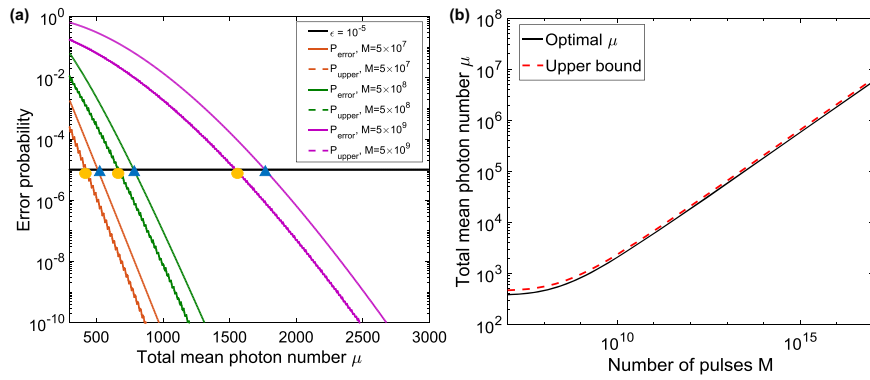 (a)
10^0
10^-2
10^-4
10^-6
10^-8
10^-10
Error probability
500
1000
1500
2000
2500
3000
Total mean photon number μ
ϵ = 10^-5
P_error, M=5×10^7
P_upper, M=5×10^7
P_error, M=5×10^8
P_upper, M=5×10^8
P_error, M=5×10^9
P_upper, M=5×10^9
(b)
10^8
10^7
10^6
10^5
10^4
10^3
10^2
Total mean photon number μ
10^10
10^15
Number of pulses M
Optimal μ
Upper bound